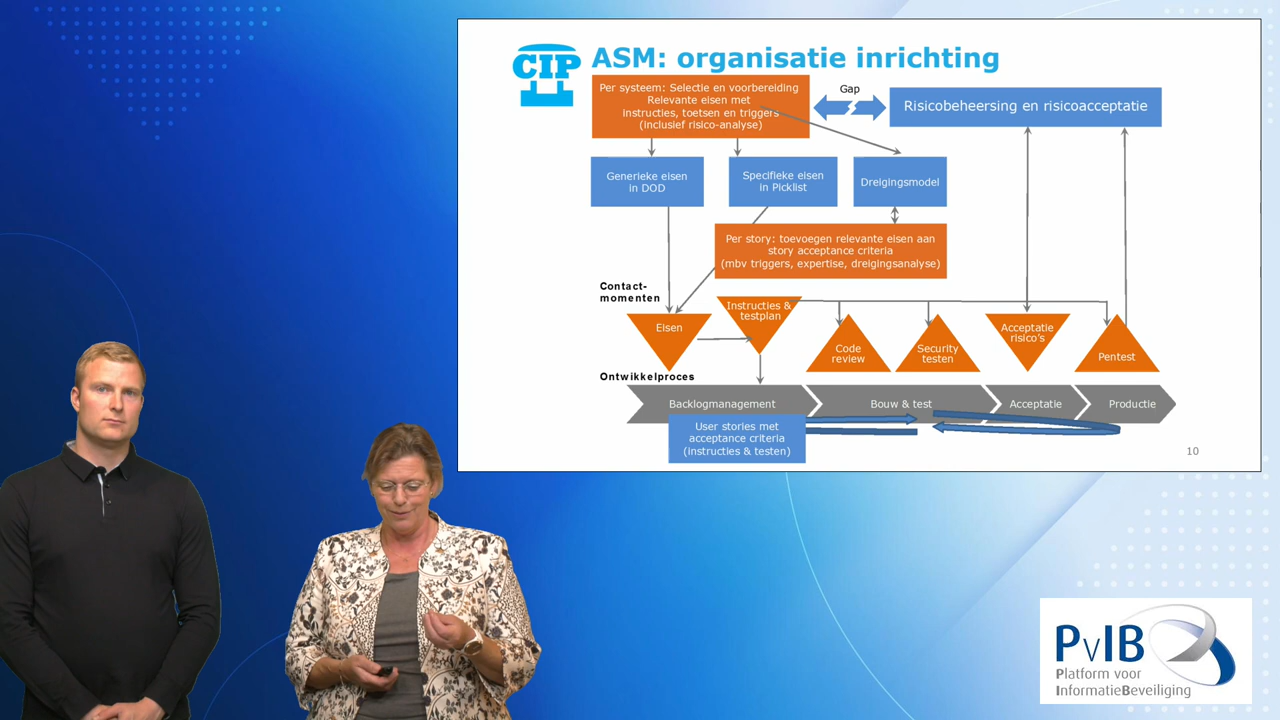 CIP
ASM: organisatie inrichting
Per systeem: Selectie en voorbereiding
Relevante eisen met
instructies, toetsen en triggers
(inclusief risico-analyse)
Gap
Risicobeheersing en risicoacceptatie
Generieke eisen
in DOD
Specifieke eisen
in Picklist
Dreigingsmodel
Per story: toevoegen relevante eisen aan
story acceptance criteria
(mbv triggers, expertise, dreigingsanalyse)
Contact-
momenten
Eisen
Instructies &
testplan
Code
review
Security
testen
Acceptatie
risico's
Pentest
Ontwikkelproces
Backlogmanagement
Bouw & test
Acceptatie
Productie
User stories met
acceptance criteria
(instructies & testen)
10
PvIB
Platform voor
InformatieBeveiliging